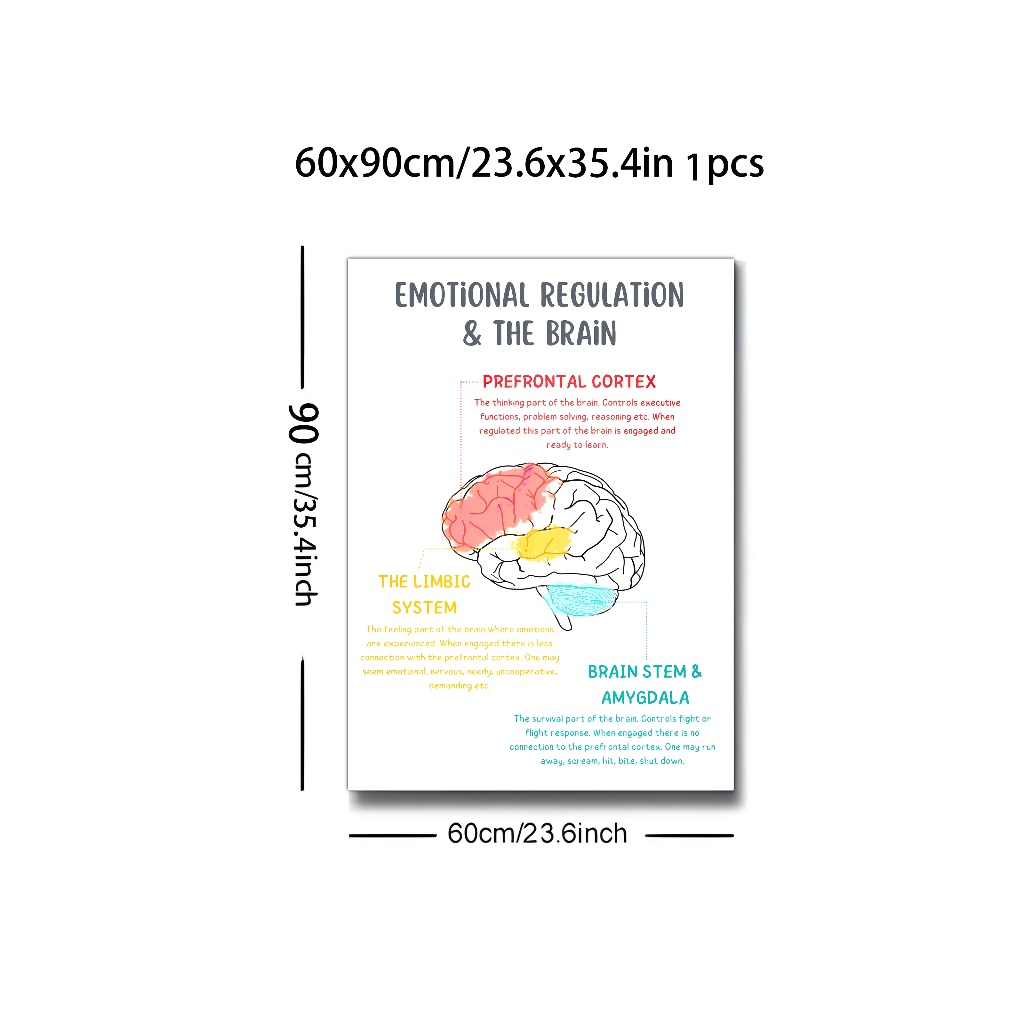 60x90cm/23.6x35.4in 1pcs
90 cm/35.4inch
EMOTiONAL REGULATiON
& THE BRAiN
PREFRONTAL CORTEX
The thinking part of the brain. Controls executive
functions, problem solving, reasoning etc. When
regulated this part of the brain is engaged and
ready to learn.
THE LIMBIC
SYSTEM
The feeling part of the brain where emotions
are experienced. When engaged there is less
connection with the prefrontal cortex. One may
seem emotional, nervous, needy, uncooperative,
demanding etc.
BRAIN STEM &
AMYGDALA
The survival part of the brain. Controls fight or
flight response. When engaged there is no
connection to the prefrontal cortex. One may run
away, scream, hit, bite, shut down.
60cm/23.6inch